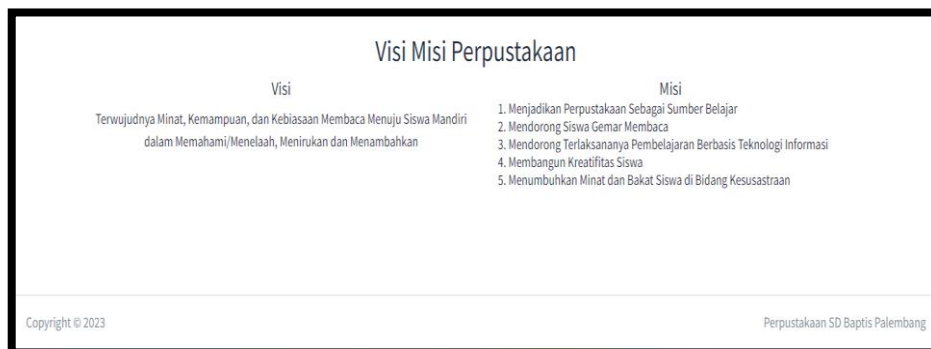 Visi Misi Perpustakaan
Visi
Terwujudnya Minat, Kemampuan, dan Kebiasaan Membaca Menuju Siswa Mandiri
dalam Memahami/Menelaah, Menirukan dan Menambahkan
Misi
1. Menjadikan Perpustakaan Sebagai Sumber Belajar
2. Mendorong Siswa Gemar Membaca
3. Mendorong Terlaksananya Pembelajaran Berbasis Teknologi Informasi
4. Membangun Kreatifitas Siswa
5. Menumbuhkan Minat dan Bakat Siswa di Bidang Kesusastraan
Copyright © 2023
Perpustakaan SD Baptis Palembang